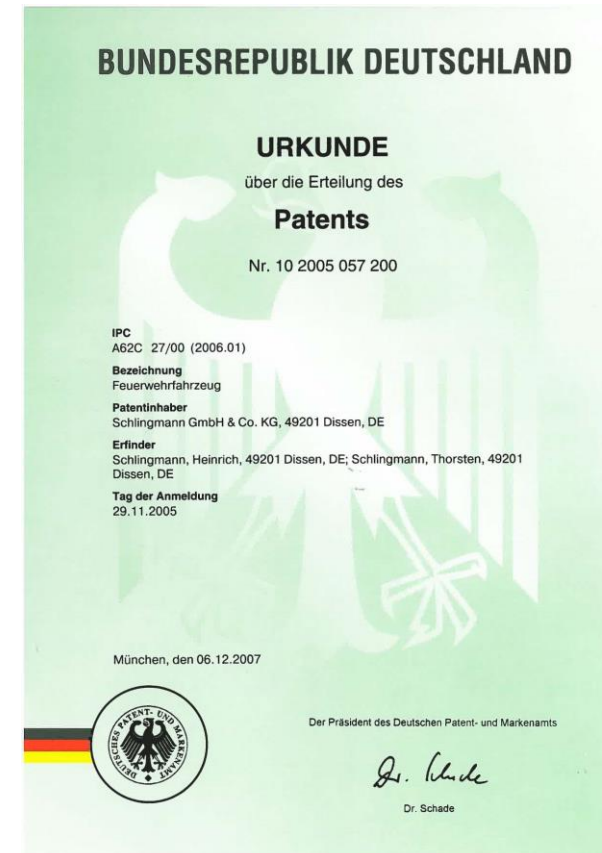 BUNDESREPUBLIK DEUTSCHLAND
URKUNDE
über die Erteilung des
Patents
Nr. 10 2005 057 200
IPC
A62C 27/00 (2006.01)
Bezeichnung
Feuerwehrfahrzeug
Patentinhaber
Schlingmann GmbH & Co. KG, 49201 Dissen, DE
Erfinder
Schlingmann, Heinrich, 49201 Dissen, DE; Schlingmann, Thorsten, 49201
Dissen, DE
Tag der Anmeldung
29.11.2005
München, den 06.12.2007
DEUTSCHES PATENT- UND MARKENAMT
Der Präsident des Deutschen Patent- und Markenamts
Dr. Schade
Dr. Schade